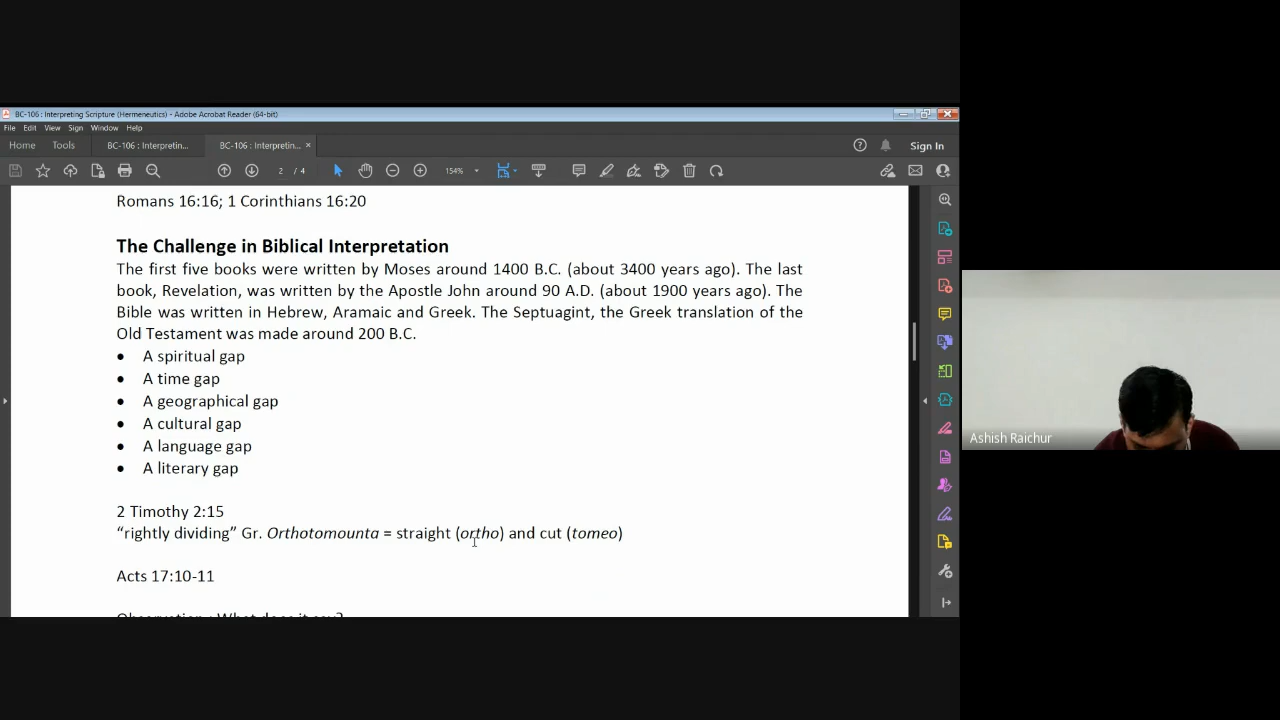 BC-106 : Interpreting Scripture (Hermeneutics) - Adobe Acrobat Reader (64-bit)
File Edit View Sign Window Help
Home Tools BC-106 : Interpretin... BC-106 : Interpretin... × Sign In
2 / 4 154%
Romans 16:16; 1 Corinthians 16:20
The Challenge in Biblical Interpretation
The first five books were written by Moses around 1400 B.C. (about 3400 years ago). The last
book, Revelation, was written by the Apostle John around 90 A.D. (about 1900 years ago). The
Bible was written in Hebrew, Aramaic and Greek. The Septuagint, the Greek translation of the
Old Testament was made around 200 B.C.
• A spiritual gap
• A time gap
• A geographical gap
• A cultural gap
• A language gap
• A literary gap
2 Timothy 2:15
“rightly dividing” Gr. Orthotomounta = straight (ortho) and cut (tomeo)
Acts 17:10-11
Observation : What does it say?
Ashish Raichur